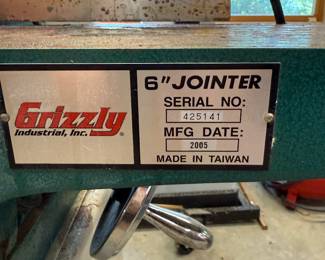 Grizzly
Industrial, Inc.
6" JOINTER
SERIAL NO:
425141
MFG DATE:
2005
MADE IN TAIWAN